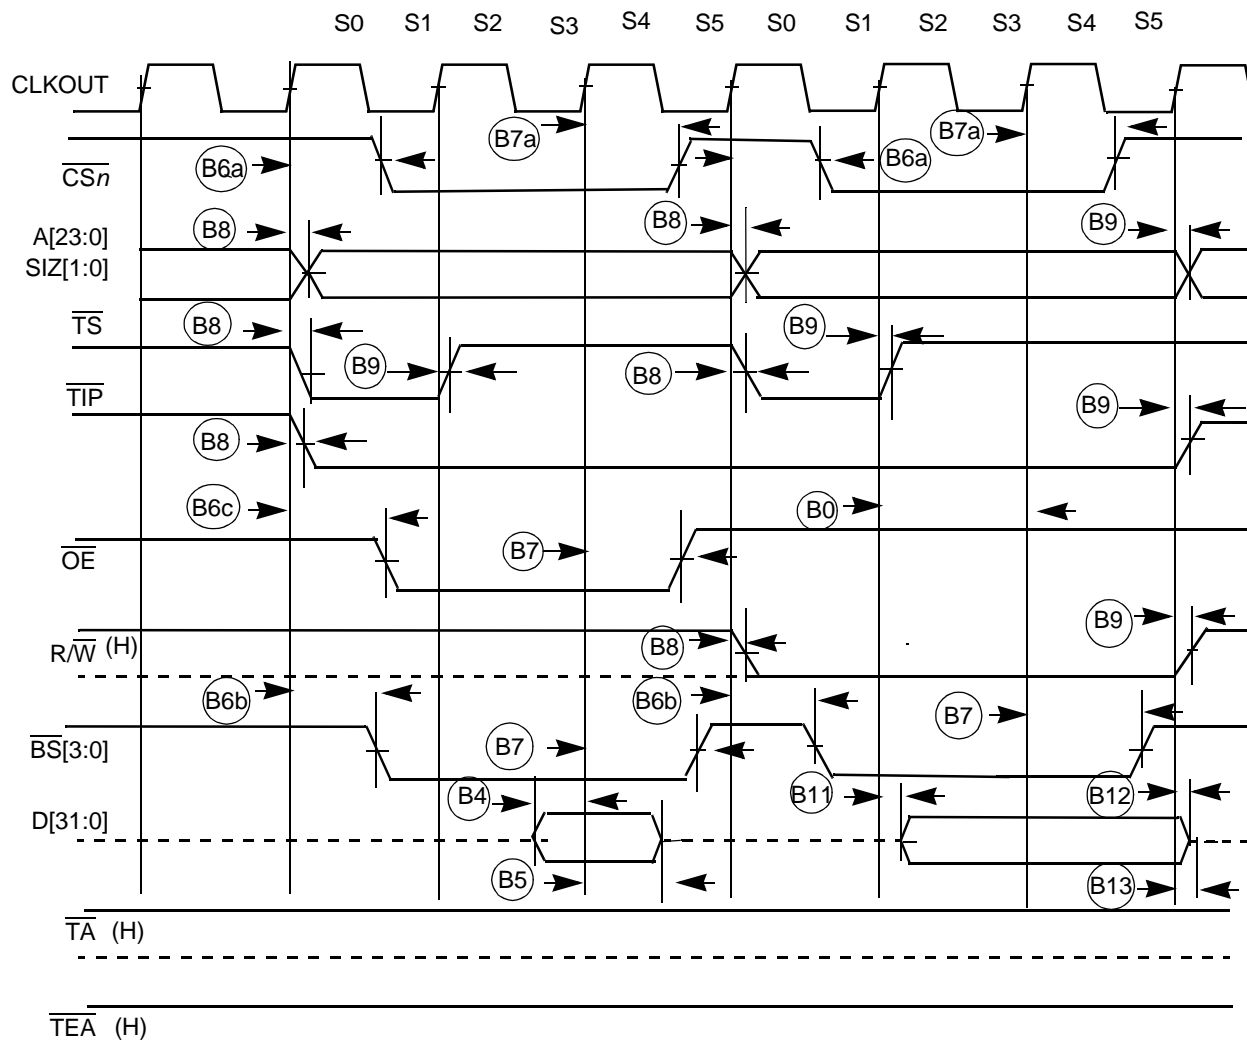 S0 S1 S2 S3 S4 S5 S0 S1 S2 S3 S4 S5
CLKOUT
B7a B7a
B6a B6a
CSn
B8 B8 B9
A[23:0]
SIZ[1:0]
TS B8 B9
B9 B8
TIP B9
B8
B6c B0
OE B7
R/W (H) B8 B9
B6b B6b
BS[3:0] B7 B7
B4 B11 B12
D[31:0]
B5 B13
TA (H)
TEA (H)